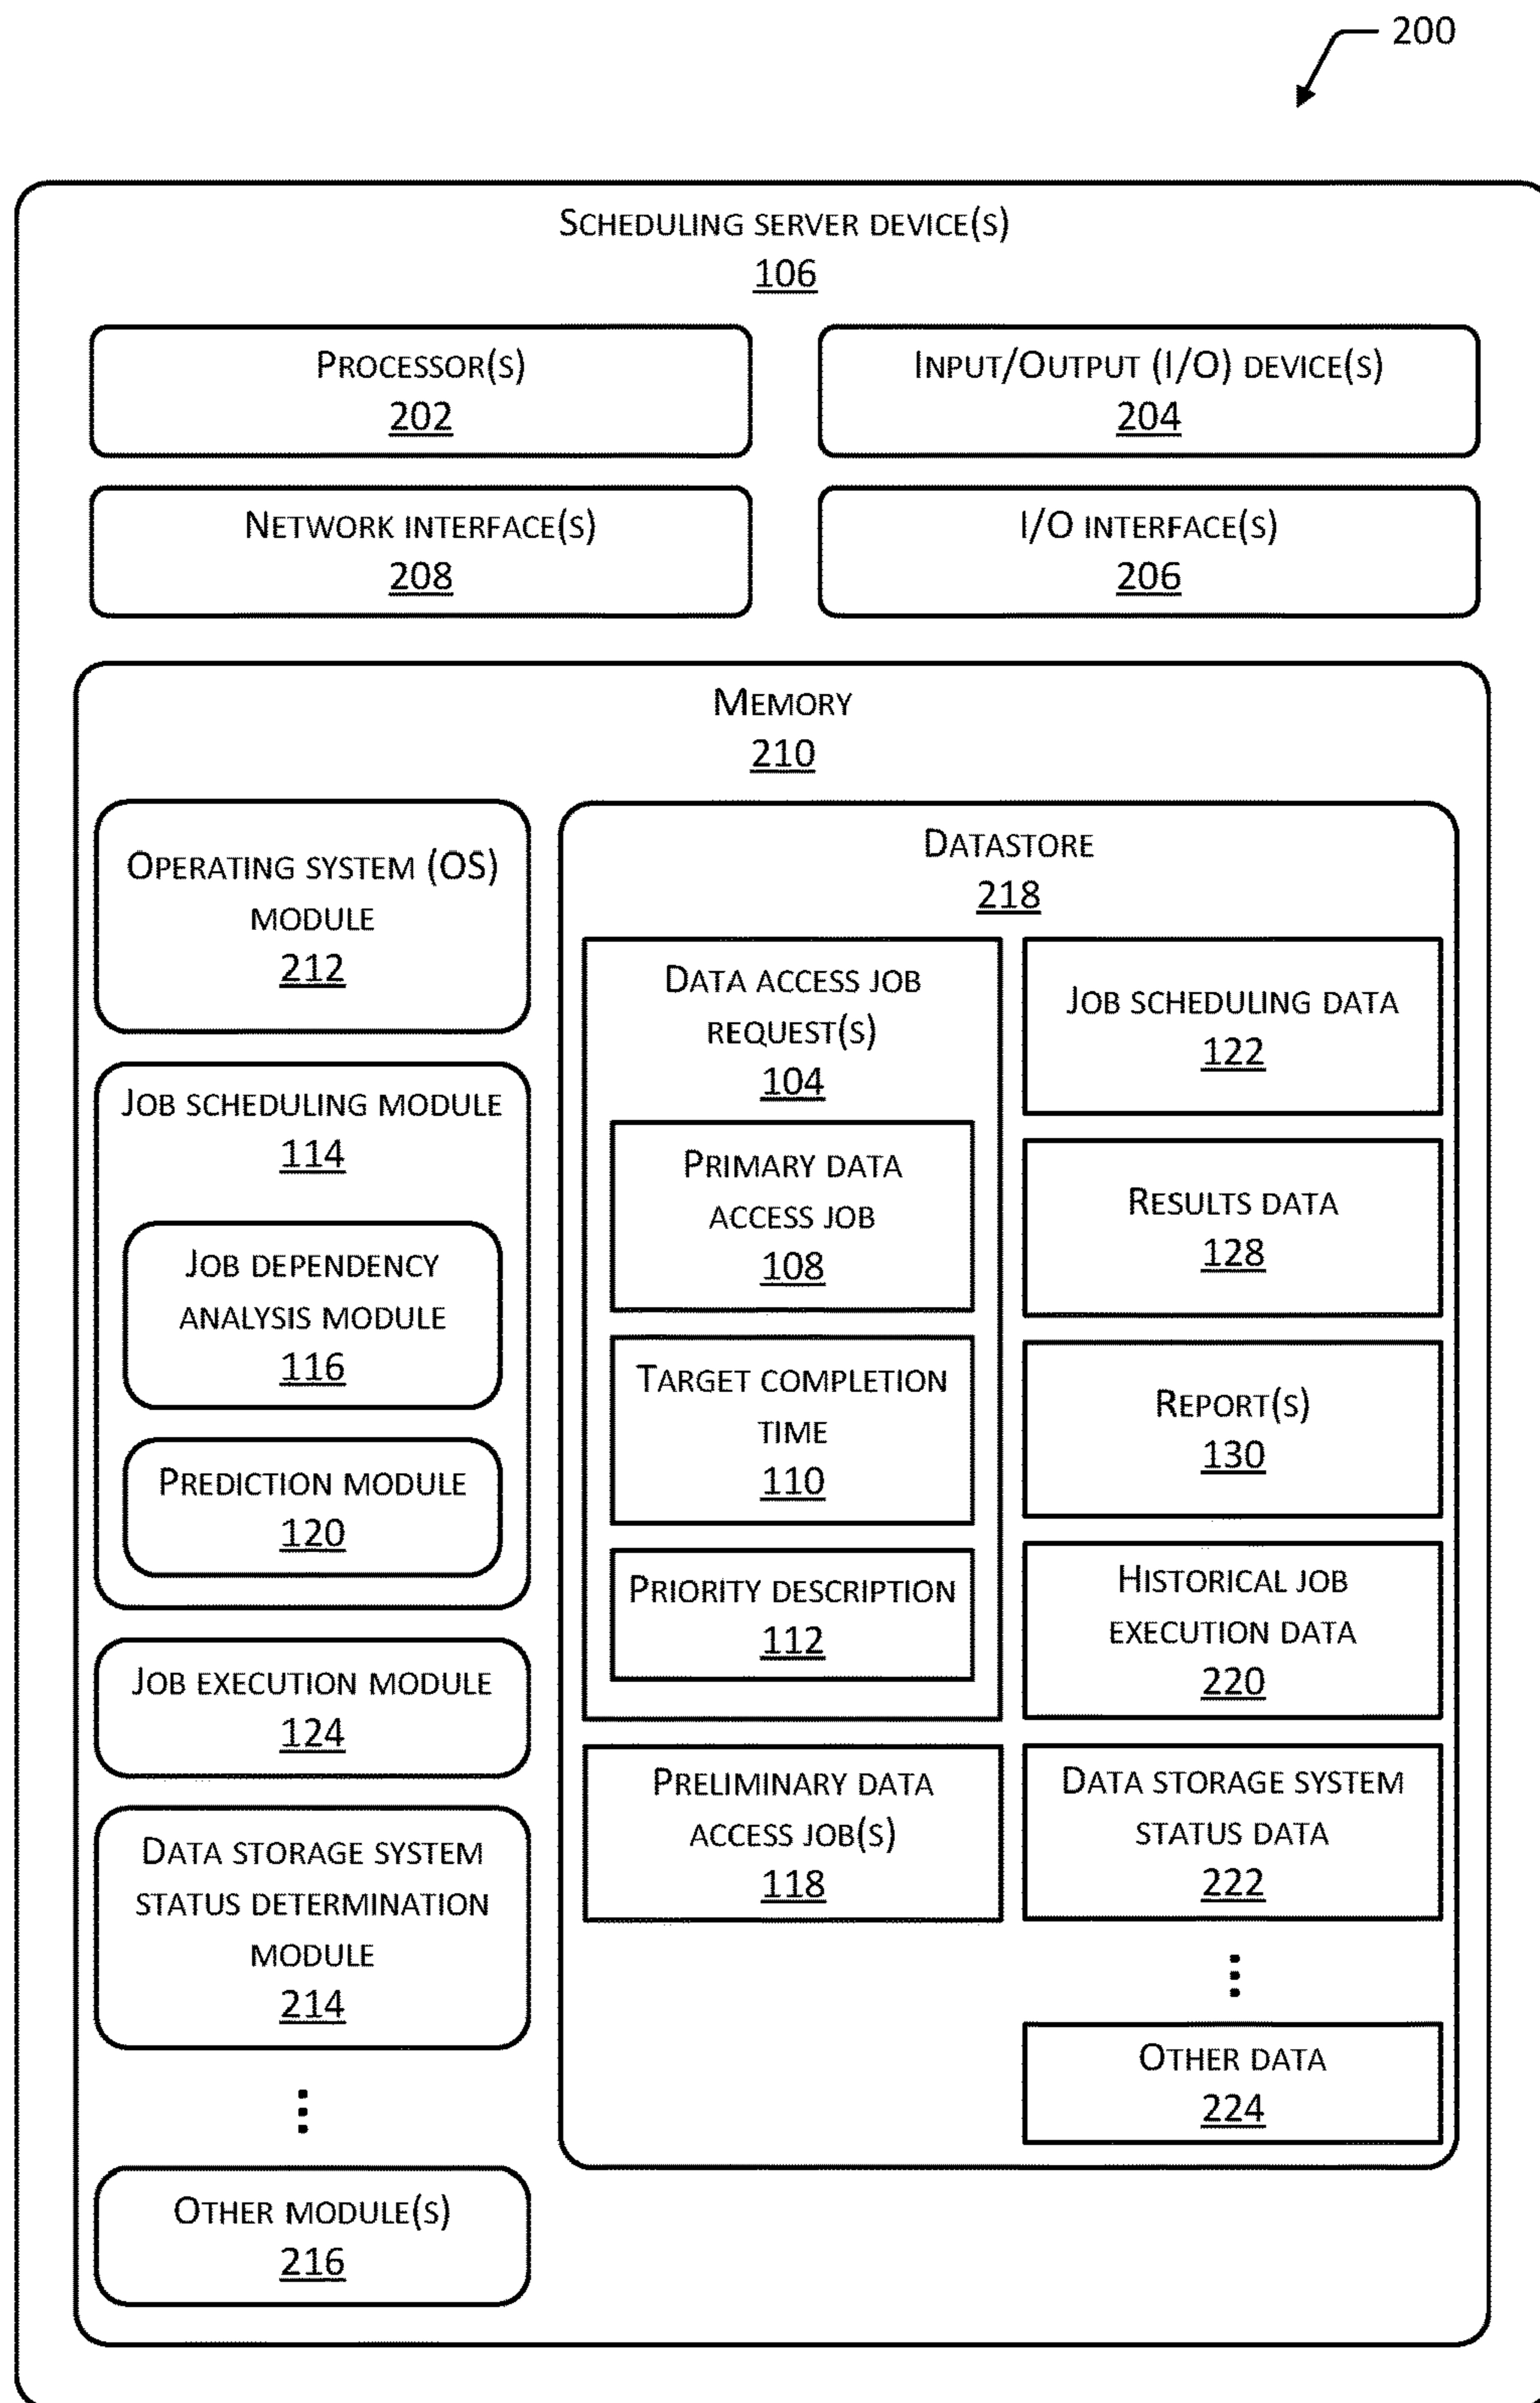 200
SCHEDULING SERVER DEVICE(S)
106
PROCESSOR(S)
202
INPUT/OUTPUT (I/O) DEVICE(S)
204
NETWORK INTERFACE(S)
208
I/O INTERFACE(S)
206
MEMORY
210
OPERATING SYSTEM (OS)
MODULE
212
JOB SCHEDULING MODULE
114
JOB DEPENDENCY
ANALYSIS MODULE
116
PREDICTION MODULE
120
JOB EXECUTION MODULE
124
DATA STORAGE SYSTEM
STATUS DETERMINATION
MODULE
214
OTHER MODULE(S)
216
DATASTORE
218
DATA ACCESS JOB
REQUEST(S)
104
PRIMARY DATA
ACCESS JOB
108
TARGET COMPLETION
TIME
110
PRIORITY DESCRIPTION
112
PRELIMINARY DATA
ACCESS JOB(S)
118
JOB SCHEDULING DATA
122
RESULTS DATA
128
REPORT(S)
130
HISTORICAL JOB
EXECUTION DATA
220
DATA STORAGE SYSTEM
STATUS DATA
222
OTHER DATA
224